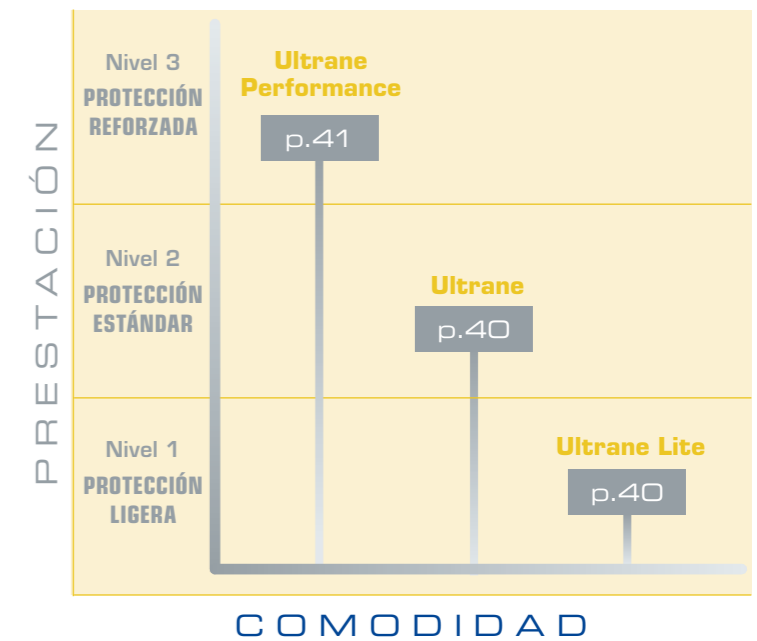 PRESTACIÓN
Nivel 3
PROTECCIÓN
REFORZADA
Ultrane
Performance
p.41
Nivel 2
PROTECCIÓN
ESTÁNDAR
Ultrane
p.40
Nivel 1
PROTECCIÓN
LIGERA
Ultrane Lite
p.40
COMODIDAD